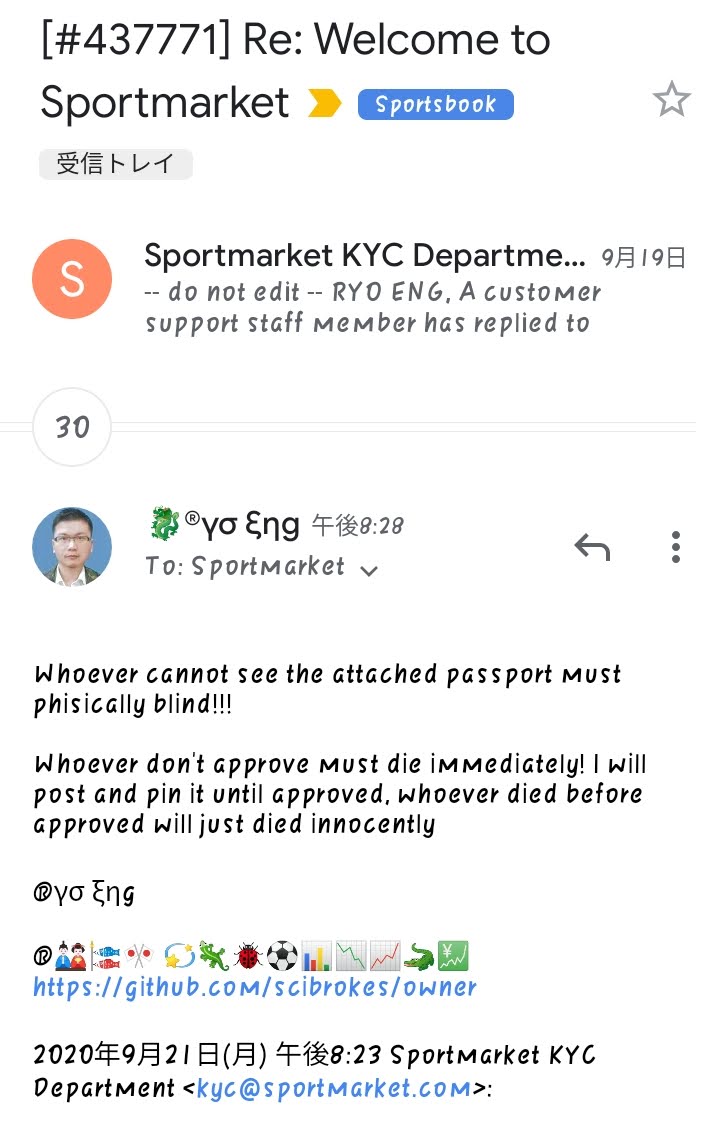 [#437771] Re: Welcome to
Sportmarket Sportsbook
受信トレイ
S
Sportmarket KYC Departme... 9月19日
-- do not edit -- RYO ENG, A customer
support staff member has replied to
30
🐉®γσ ξηg 午後8:28
To: Sportmarket
Whoever cannot see the attached passport must
phisically blind!!!
Whoever don't approve must die immediately! I will
post and pin it until approved, whoever died before
approved will just died innocently
®γσ ξηg
®🎎🎏🎌 💫🦎🐞⚽📊📉📈🐊💹
https://github.com/scibrokes/owner
2020年9月21日(月) 午後8:23 Sportmarket KYC
Department <kyc@sportmarket.com>: